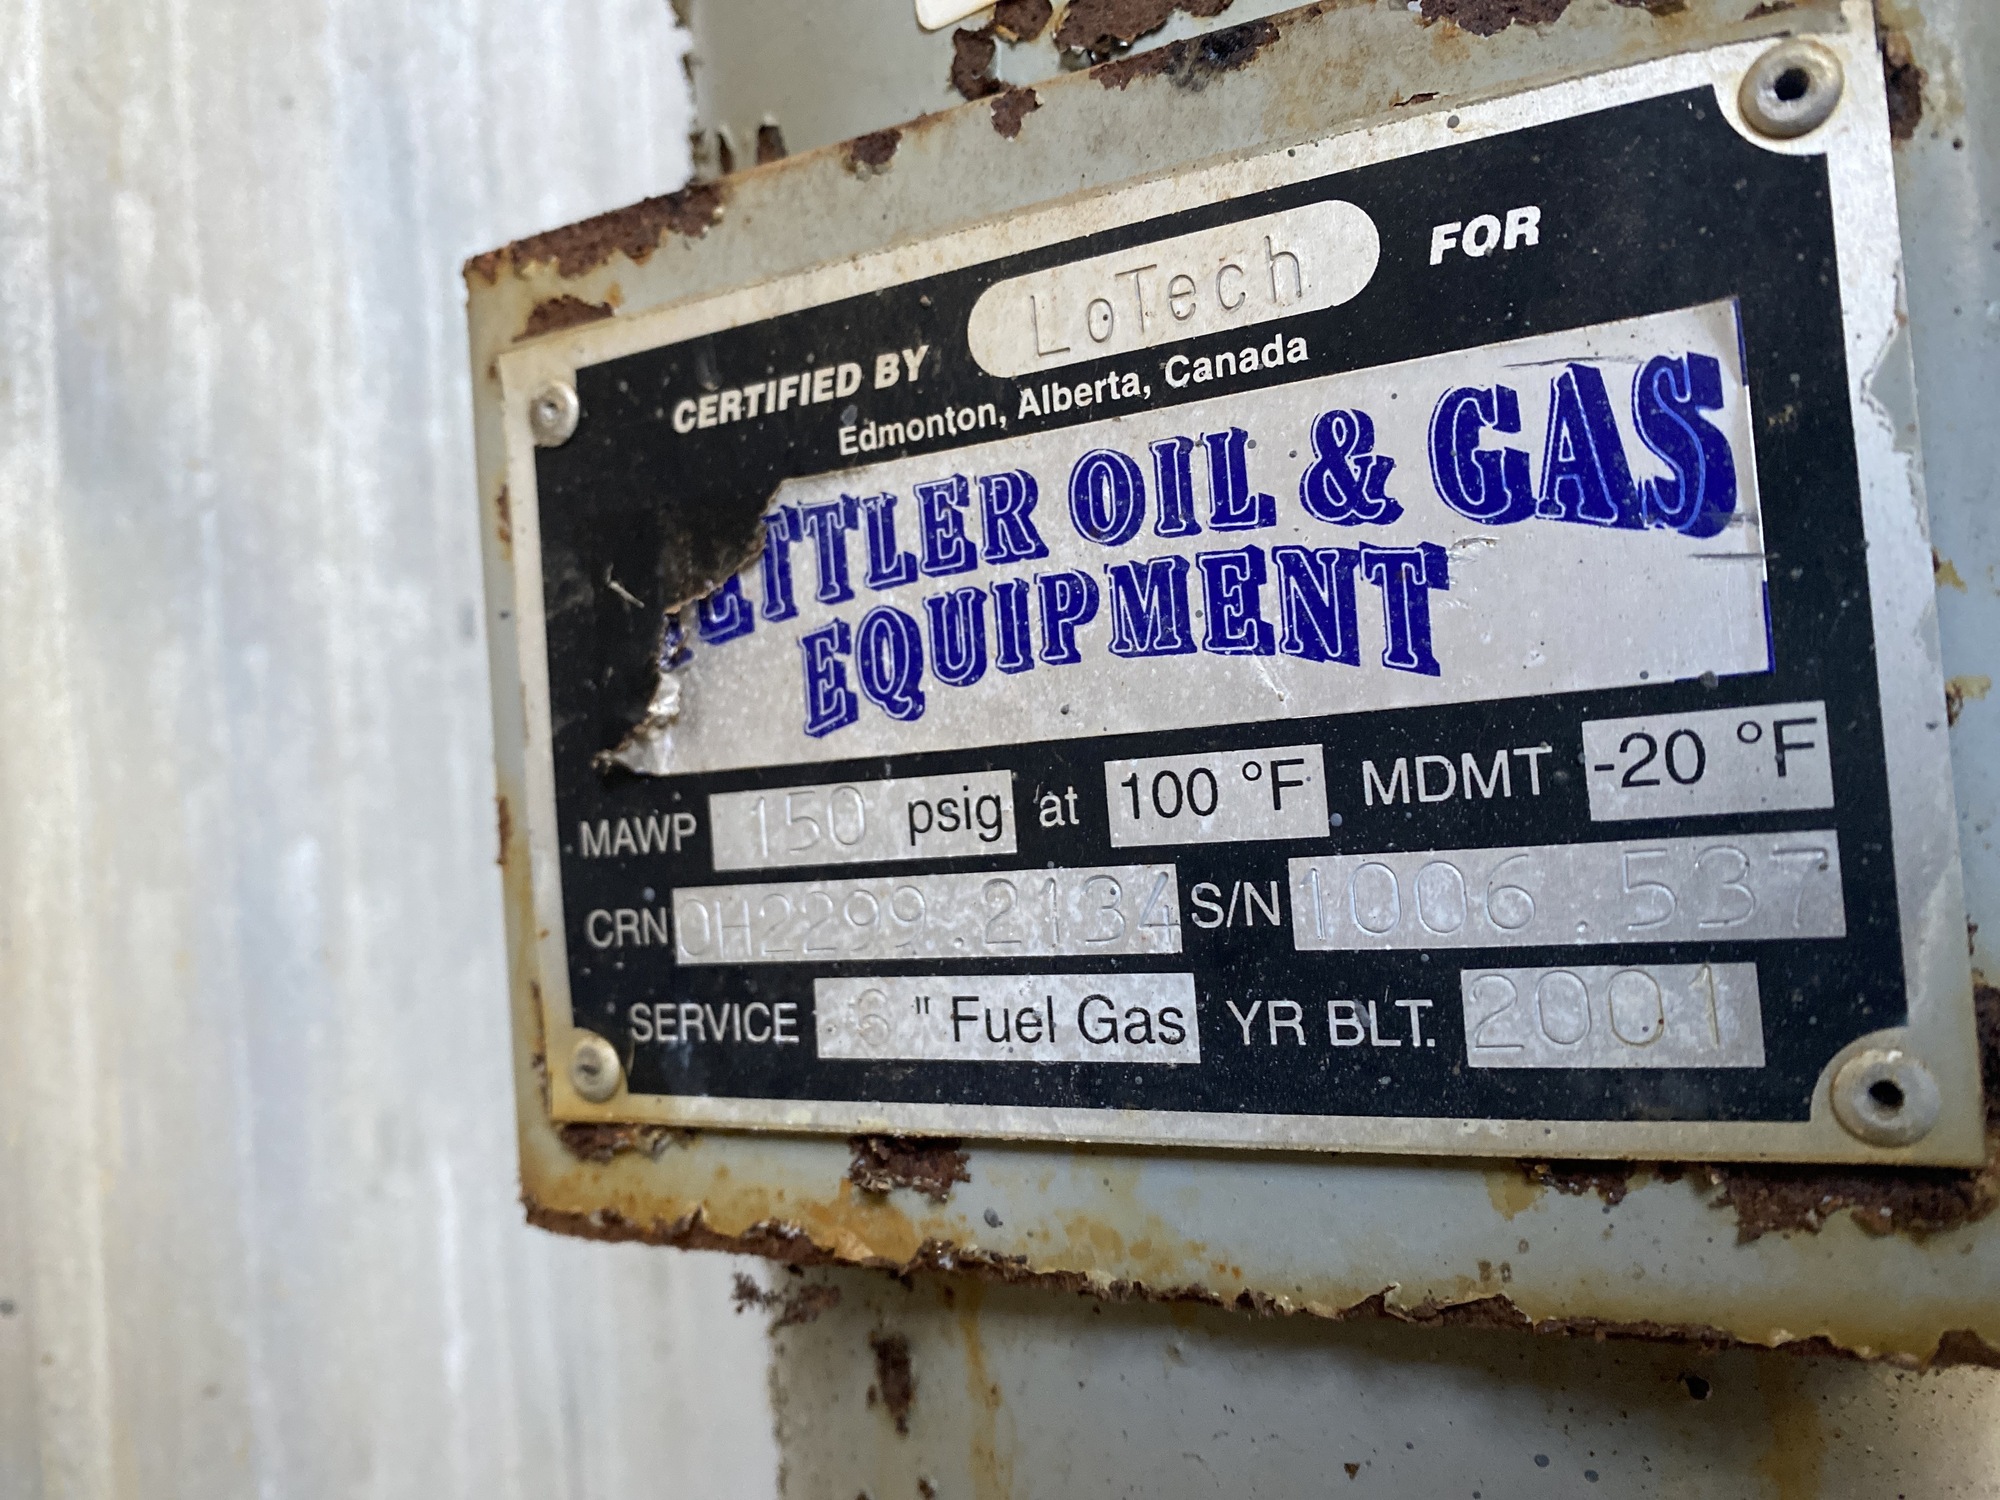 CERTIFIED BY LoTech FOR
Edmonton, Alberta, Canada
ETTLER OIL & GAS
EQUIPMENT
MAWP 150 psig at 100 °F MDMT -20 °F
CRN 0H2299.2134 S/N 1006.537
SERVICE 6 " Fuel Gas YR BLT. 2001